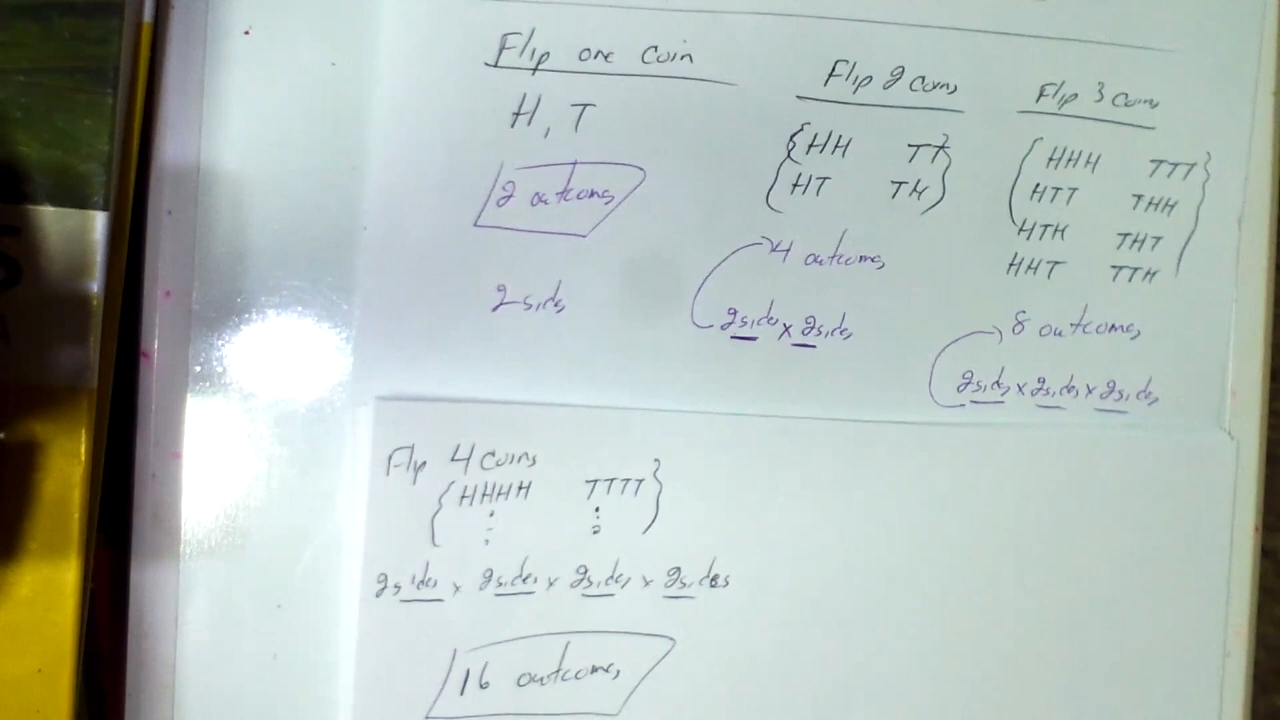 Flip one coin
H, T
2 outcomes
2 sides
Flip 2 coins
{HH TT}
HT TH
4 outcomes
2 sides x 2 sides
Flip 3 coins
{HHH TTT}
HTT THH
HTH THT
HHT TTH
8 outcomes
2 sides x 2 sides x 2 sides
Flip 4 coins
{HHHH TTTT}
2 sides x 2 sides x 2 sides x 2 sides
16 outcomes